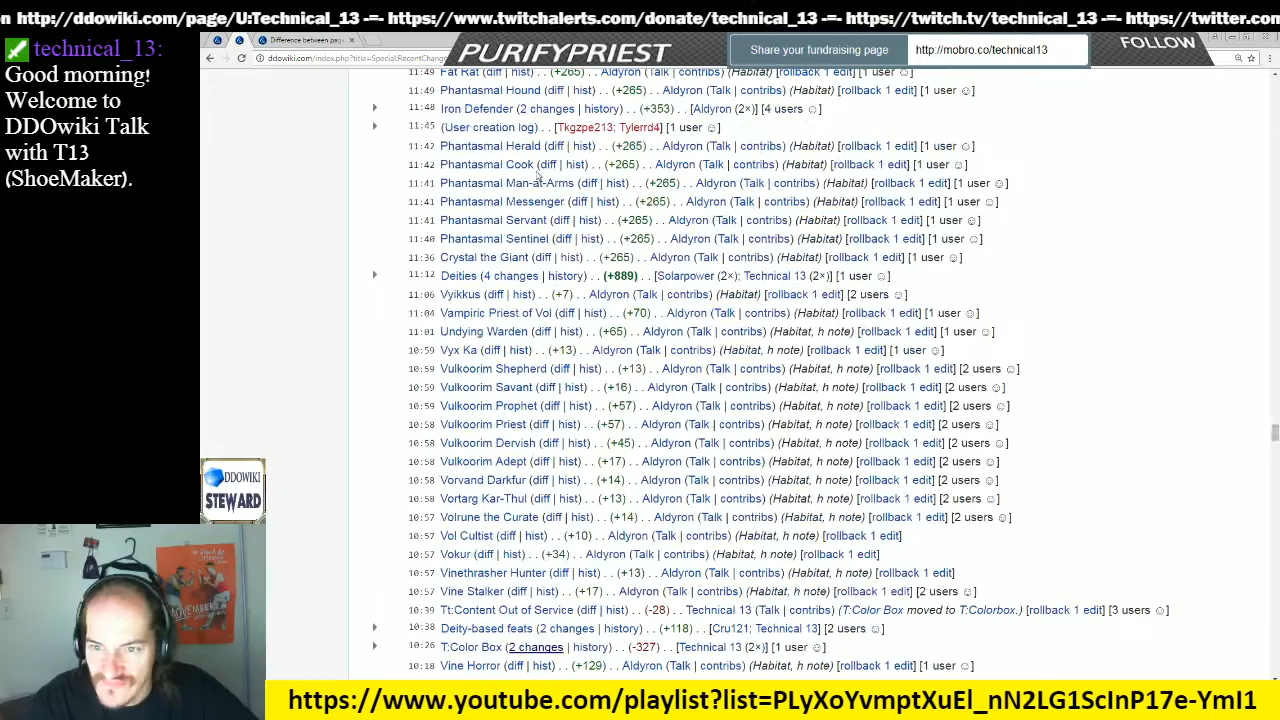 n http://ddowiki.com/page/U:Technical_13 -=- https://www.twitchalerts.com/donate/technical_13 -=- https://twitch.tv/technical_13 -=- https://twitter.co
technical_13:
Good morning!
Welcome to
DDOwiki Talk
with T13
(ShoeMaker).
Difference between pag
ddowiki.com/index.php?title=Special:RecentChange
PURIFYPRIEST
Share your fundraising page
http://mobro.co/technical13
FOLLOW
11:49 Fat Rat (diff | hist) . . (+265) . . Aldyron (Talk | contribs) (Habitat) [rollback 1 edit] [1 user ☺]
11:49 Phantasmal Hound (diff | hist) . . (+265) . . Aldyron (Talk | contribs) (Habitat) [rollback 1 edit] [1 user ☺]
11:48 Iron Defender (2 changes | history) . . (+353) . . [Aldyron (2×)] [4 users ☺]
11:45 (User creation log) . . [Tkgzpe213; Tylerrd4] [1 user ☺]
11:42 Phantasmal Herald (diff | hist) . . (+265) . . Aldyron (Talk | contribs) (Habitat) [rollback 1 edit] [1 user ☺]
11:42 Phantasmal Cook (diff | hist) . . (+265) . . Aldyron (Talk | contribs) (Habitat) [rollback 1 edit] [1 user ☺]
11:41 Phantasmal Man-at-Arms (diff | hist) . . (+265) . . Aldyron (Talk | contribs) (Habitat) [rollback 1 edit] [1 user ☺]
11:41 Phantasmal Messenger (diff | hist) . . (+265) . . Aldyron (Talk | contribs) (Habitat) [rollback 1 edit] [1 user ☺]
11:41 Phantasmal Servant (diff | hist) . . (+265) . . Aldyron (Talk | contribs) (Habitat) [rollback 1 edit] [1 user ☺]
11:40 Phantasmal Sentinel (diff | hist) . . (+265) . . Aldyron (Talk | contribs) (Habitat) [rollback 1 edit] [1 user ☺]
11:36 Crystal the Giant (diff | hist) . . (+265) . . Aldyron (Talk | contribs) (Habitat) [rollback 1 edit] [1 user ☺]
11:12 Deities (4 changes | history) . . (+889) . . [Solarpower (2×); Technical 13 (2×)] [1 user ☺]
11:06 Vyikkus (diff | hist) . . (+7) . . Aldyron (Talk | contribs) (Habitat) [rollback 1 edit] [2 users ☺]
11:04 Vampiric Priest of Vol (diff | hist) . . (+70) . . Aldyron (Talk | contribs) (Habitat) [rollback 1 edit] [1 user ☺]
11:01 Undying Warden (diff | hist) . . (+65) . . Aldyron (Talk | contribs) (Habitat, h note) [rollback 1 edit] [1 user ☺]
10:59 Vyx Ka (diff | hist) . . (+13) . . Aldyron (Talk | contribs) (Habitat, h note) [rollback 1 edit] [1 user ☺]
10:59 Vulkoorim Shepherd (diff | hist) . . (+13) . . Aldyron (Talk | contribs) (Habitat, h note) [rollback 1 edit] [2 users ☺]
10:59 Vulkoorim Savant (diff | hist) . . (+16) . . Aldyron (Talk | contribs) (Habitat, h note) [rollback 1 edit] [2 users ☺]
10:59 Vulkoorim Prophet (diff | hist) . . (+57) . . Aldyron (Talk | contribs) (Habitat, h note) [rollback 1 edit] [2 users ☺]
10:58 Vulkoorim Priest (diff | hist) . . (+57) . . Aldyron (Talk | contribs) (Habitat, h note) [rollback 1 edit] [2 users ☺]
10:58 Vulkoorim Dervish (diff | hist) . . (+45) . . Aldyron (Talk | contribs) (Habitat, h note) [rollback 1 edit] [2 users ☺]
10:58 Vulkoorim Adept (diff | hist) . . (+17) . . Aldyron (Talk | contribs) (Habitat, h note) [rollback 1 edit] [2 users ☺]
10:58 Vorvand Darkfur (diff | hist) . . (+14) . . Aldyron (Talk | contribs) (Habitat, h note) [rollback 1 edit] [2 users ☺]
10:58 Vortarg Kar-Thul (diff | hist) . . (+13) . . Aldyron (Talk | contribs) (Habitat, h note) [rollback 1 edit] [2 users ☺]
10:57 Volrune the Curate (diff | hist) . . (+14) . . Aldyron (Talk | contribs) (Habitat, h note) [rollback 1 edit] [2 users ☺]
10:57 Vol Cultist (diff | hist) . . (+10) . . Aldyron (Talk | contribs) (Habitat, h note) [rollback 1 edit]
10:57 Vokur (diff | hist) . . (+34) . . Aldyron (Talk | contribs) (Habitat, h note) [rollback 1 edit]
10:57 Vinethrasher Hunter (diff | hist) . . (+13) . . Aldyron (Talk | contribs) (Habitat, h note) [rollback 1 edit]
10:57 Vine Stalker (diff | hist) . . (+17) . . Aldyron (Talk | contribs) (Habitat, h note) [rollback 1 edit] [2 users ☺]
10:39 Tt:Content Out of Service (diff | hist) . . (-28) . . Technical 13 (Talk | contribs) (T:Color Box moved to T:Colorbox.) [rollback 1 edit] [3 users ☺]
10:38 Deity-based feats (2 changes | history) . . (+118) . . [Cru121; Technical 13] [2 users ☺]
10:26 T:Color Box (2 changes | history) . . (-327) . . [Technical 13 (2×)] [1 user ☺]
10:18 Vine Horror (diff | hist) . . (+129) . . Aldyron (Talk | contribs) (Habitat) [rollback 1 edit] [1 user ☺]
DDOWIKI
STEWARD
https://www.youtube.com/playlist?list=PLyXoYvmptXuEl_nN2LG1ScInP17e-YmI1